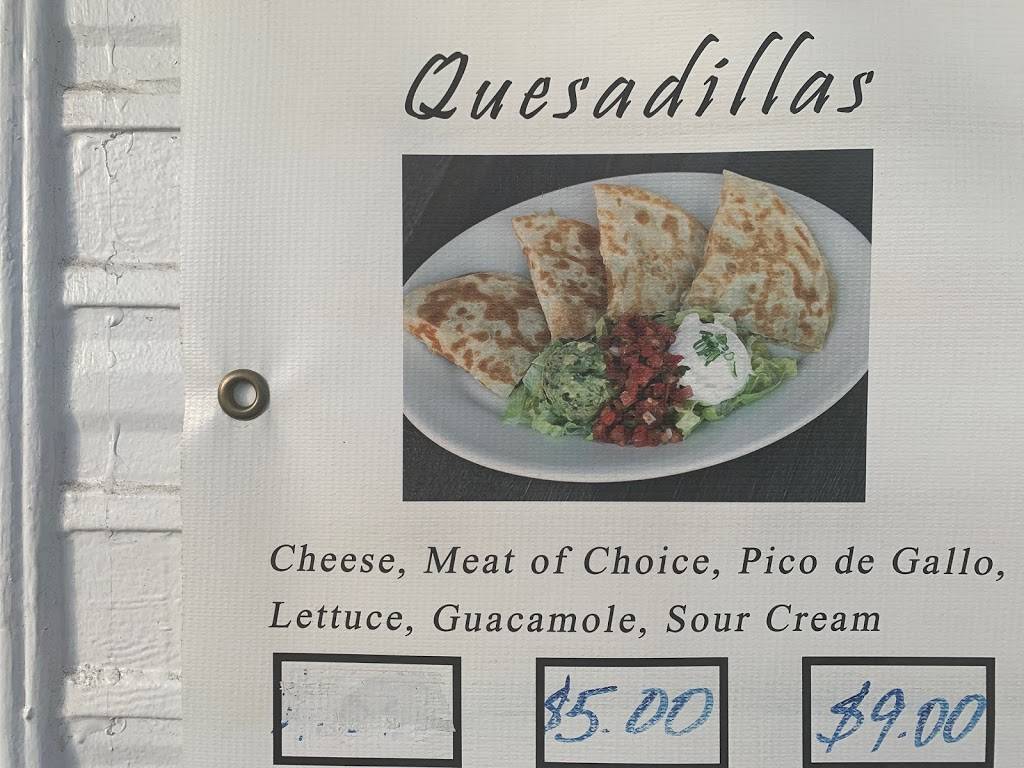 Quesadillas
Cheese, Meat of Choice, Pico de Gallo,
Lettuce, Guacamole, Sour Cream
$5.00 $9.00